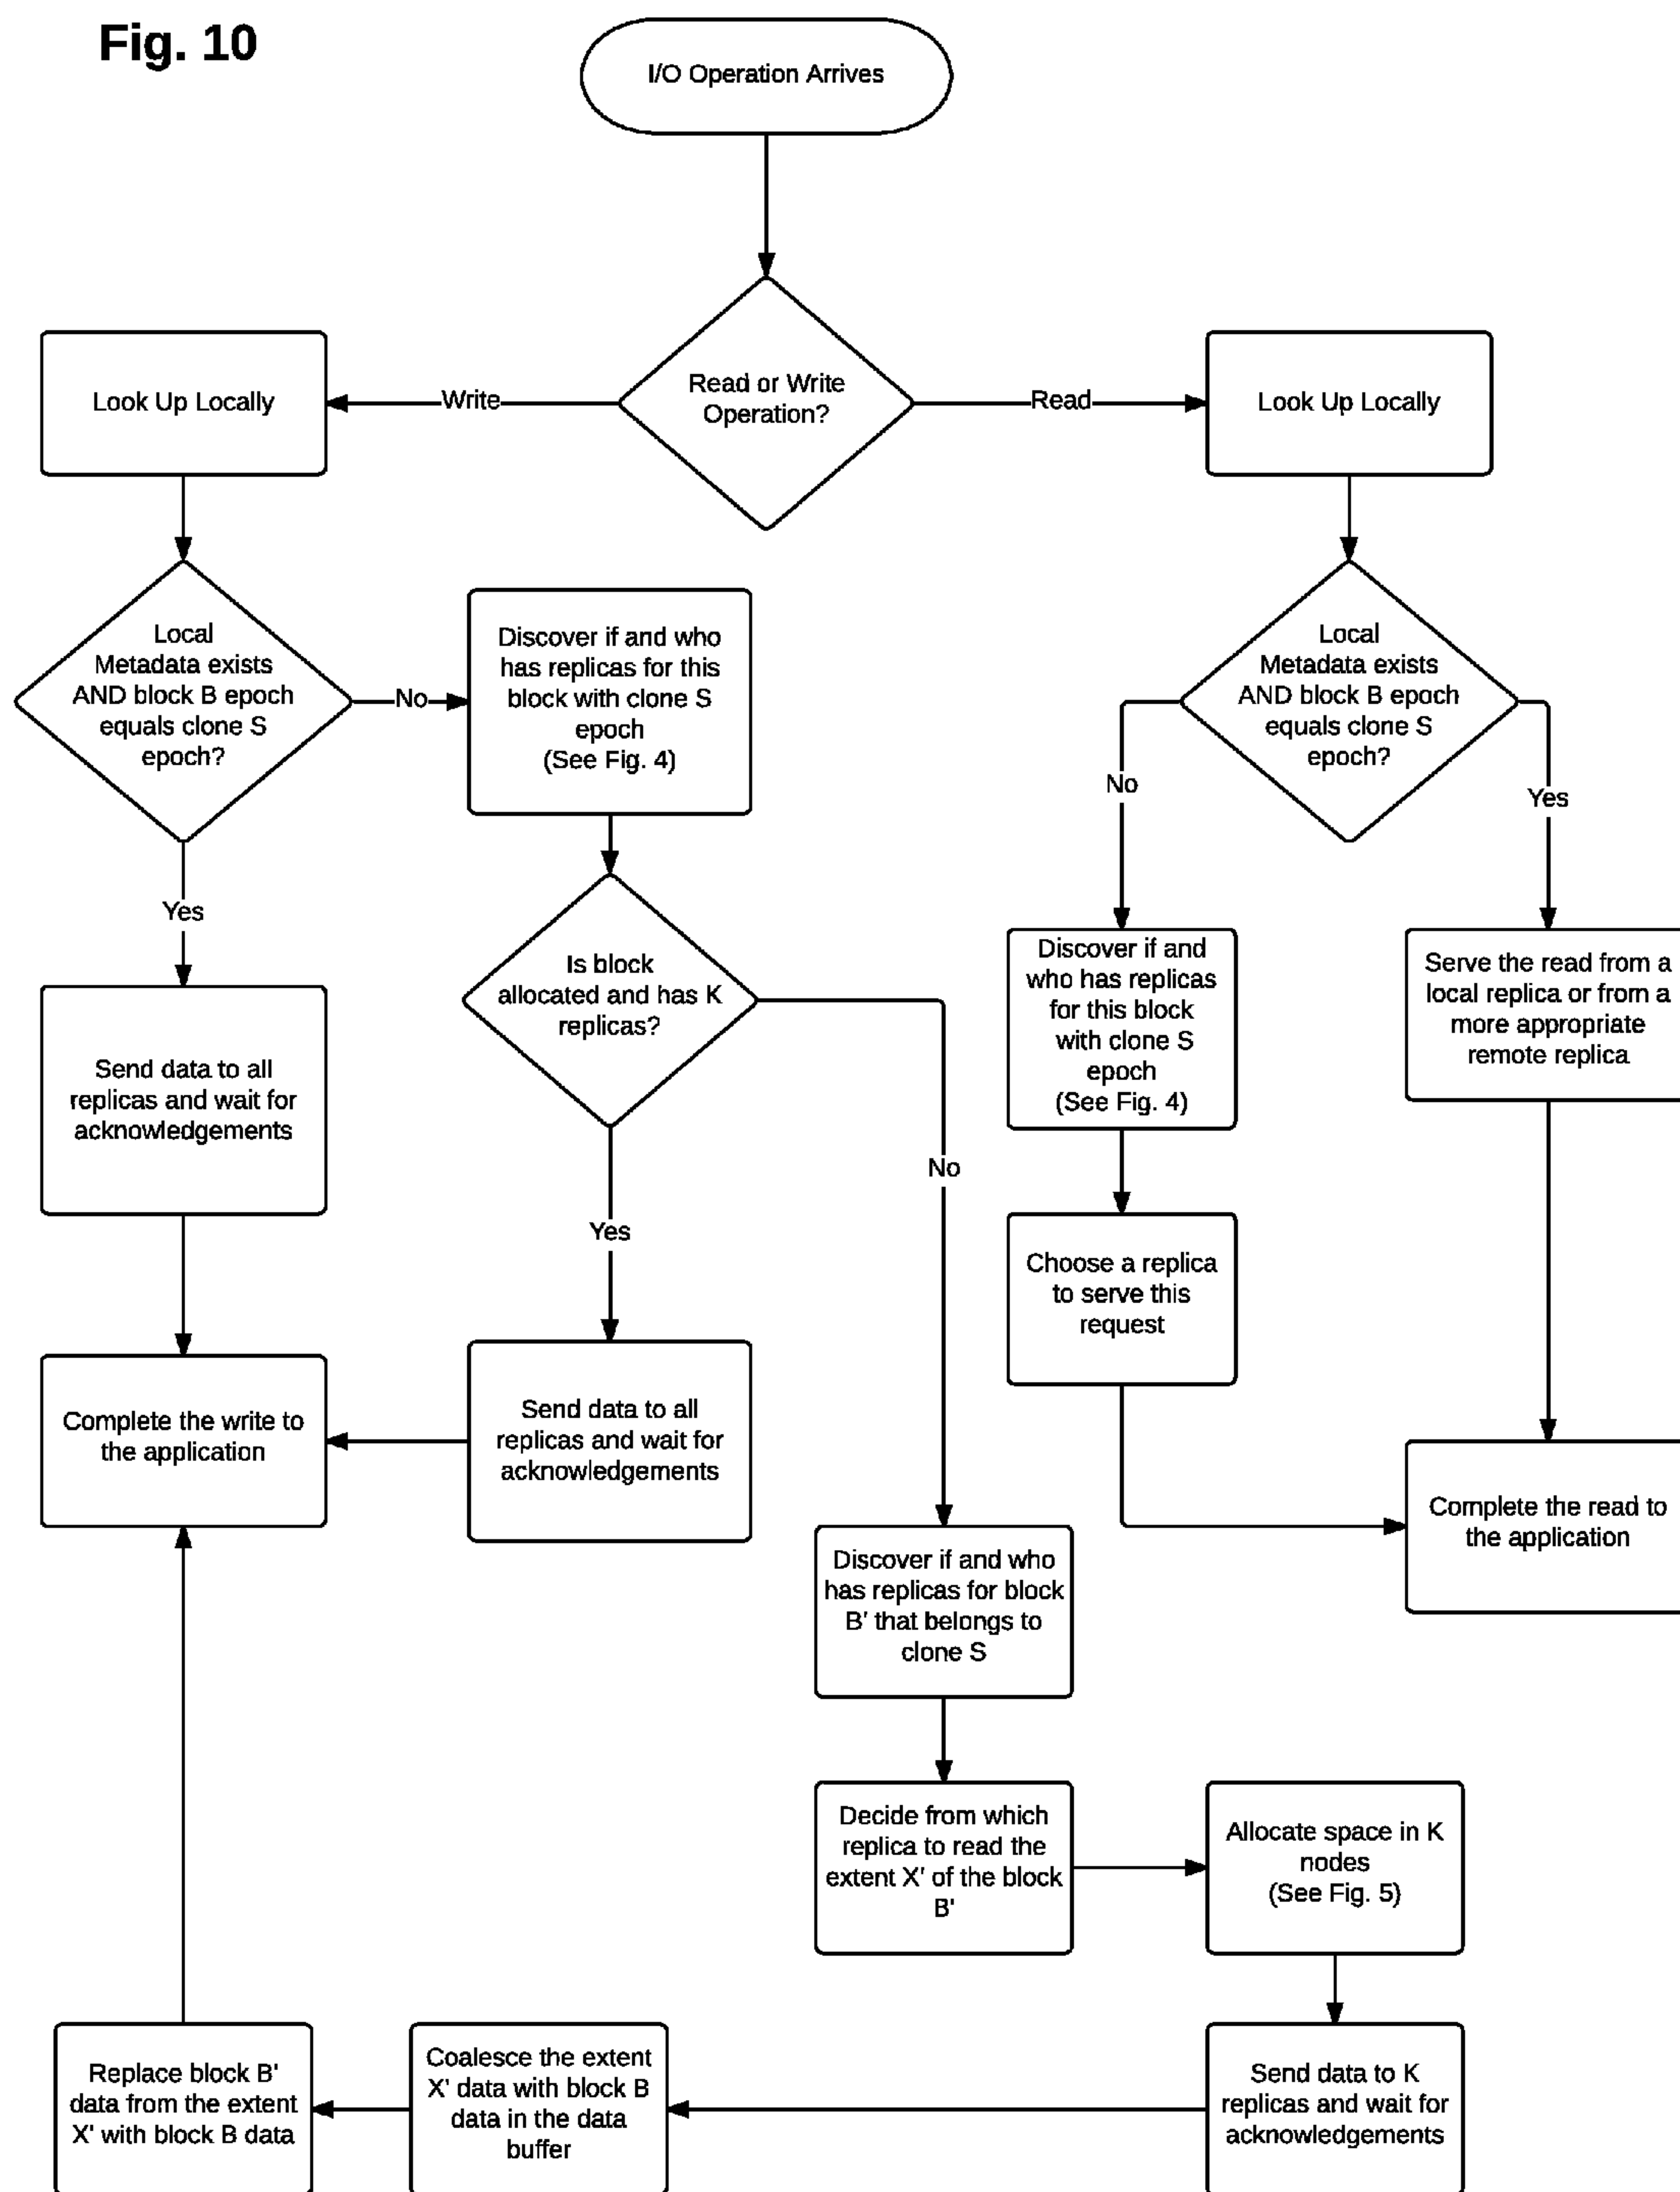 Fig. 10
I/O Operation Arrives
Read or Write
Operation?
Write
Read
Look Up Locally
Look Up Locally
Local
Metadata exists
AND block B epoch
equals clone S
epoch?
No
Yes
Discover if and who
has replicas for this
block with clone S
epoch
(See Fig. 4)
Local
Metadata exists
AND block B epoch
equals clone S
epoch?
No
Yes
Is block
allocated and has K
replicas?
Yes
No
Send data to all
replicas and wait for
acknowledgements
Discover if and
who has replicas
for this block
with clone S
epoch
(See Fig. 4)
Serve the read from a
local replica or from a
more appropriate
remote replica
Choose a replica
to serve this
request
Complete the write to
the application
Send data to all
replicas and wait for
acknowledgements
Complete the read to
the application
Discover if and who
has replicas for block
B' that belongs to
clone S
Decide from which
replica to read the
extent X' of the block
B'
Allocate space in K
nodes
(See Fig. 5)
Replace block B'
data from the extent
X' with block B data
Coalesce the extent
X' data with block B
data in the data
buffer
Send data to K
replicas and wait for
acknowledgements